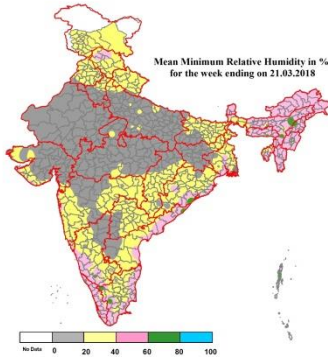 Mean Minimum Relative Humidity in %
for the week ending on 21.03.2018
No Data 0 20 40 60 80 100